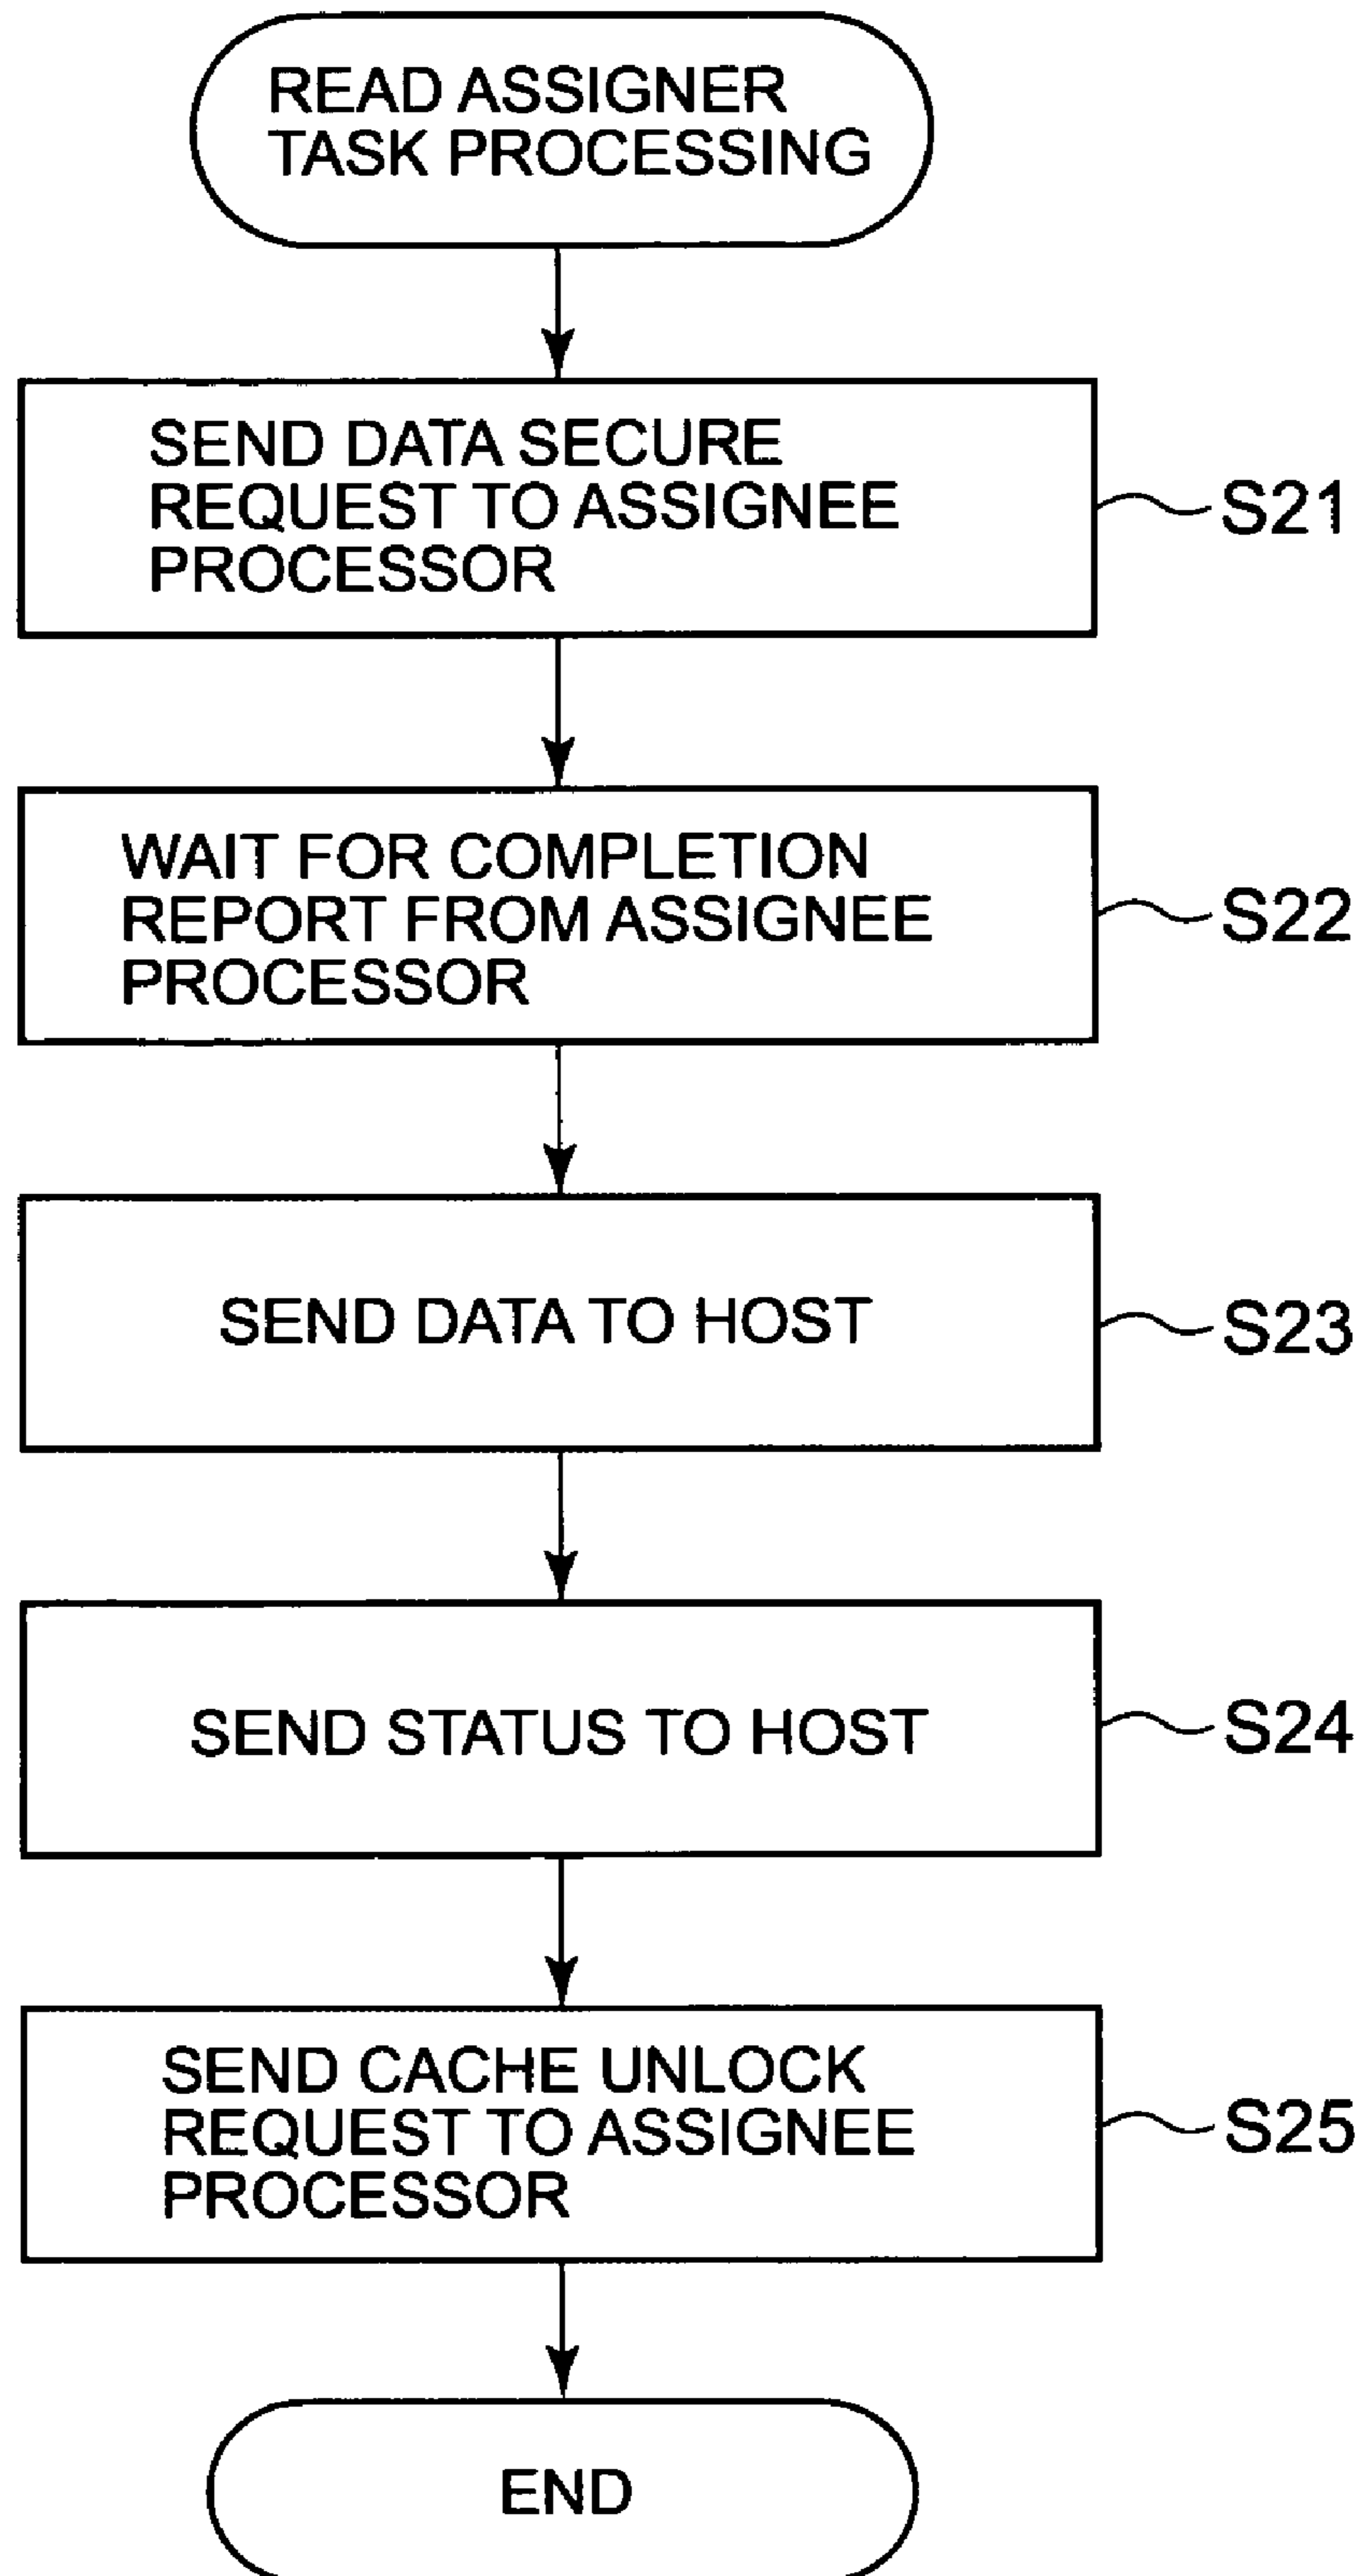 READ ASSIGNER
TASK PROCESSING
SEND DATA SECURE
REQUEST TO ASSIGNEE
PROCESSOR
S21
WAIT FOR COMPLETION
REPORT FROM ASSIGNEE
PROCESSOR
S22
SEND DATA TO HOST
S23
SEND STATUS TO HOST
S24
SEND CACHE UNLOCK
REQUEST TO ASSIGNEE
PROCESSOR
S25
END